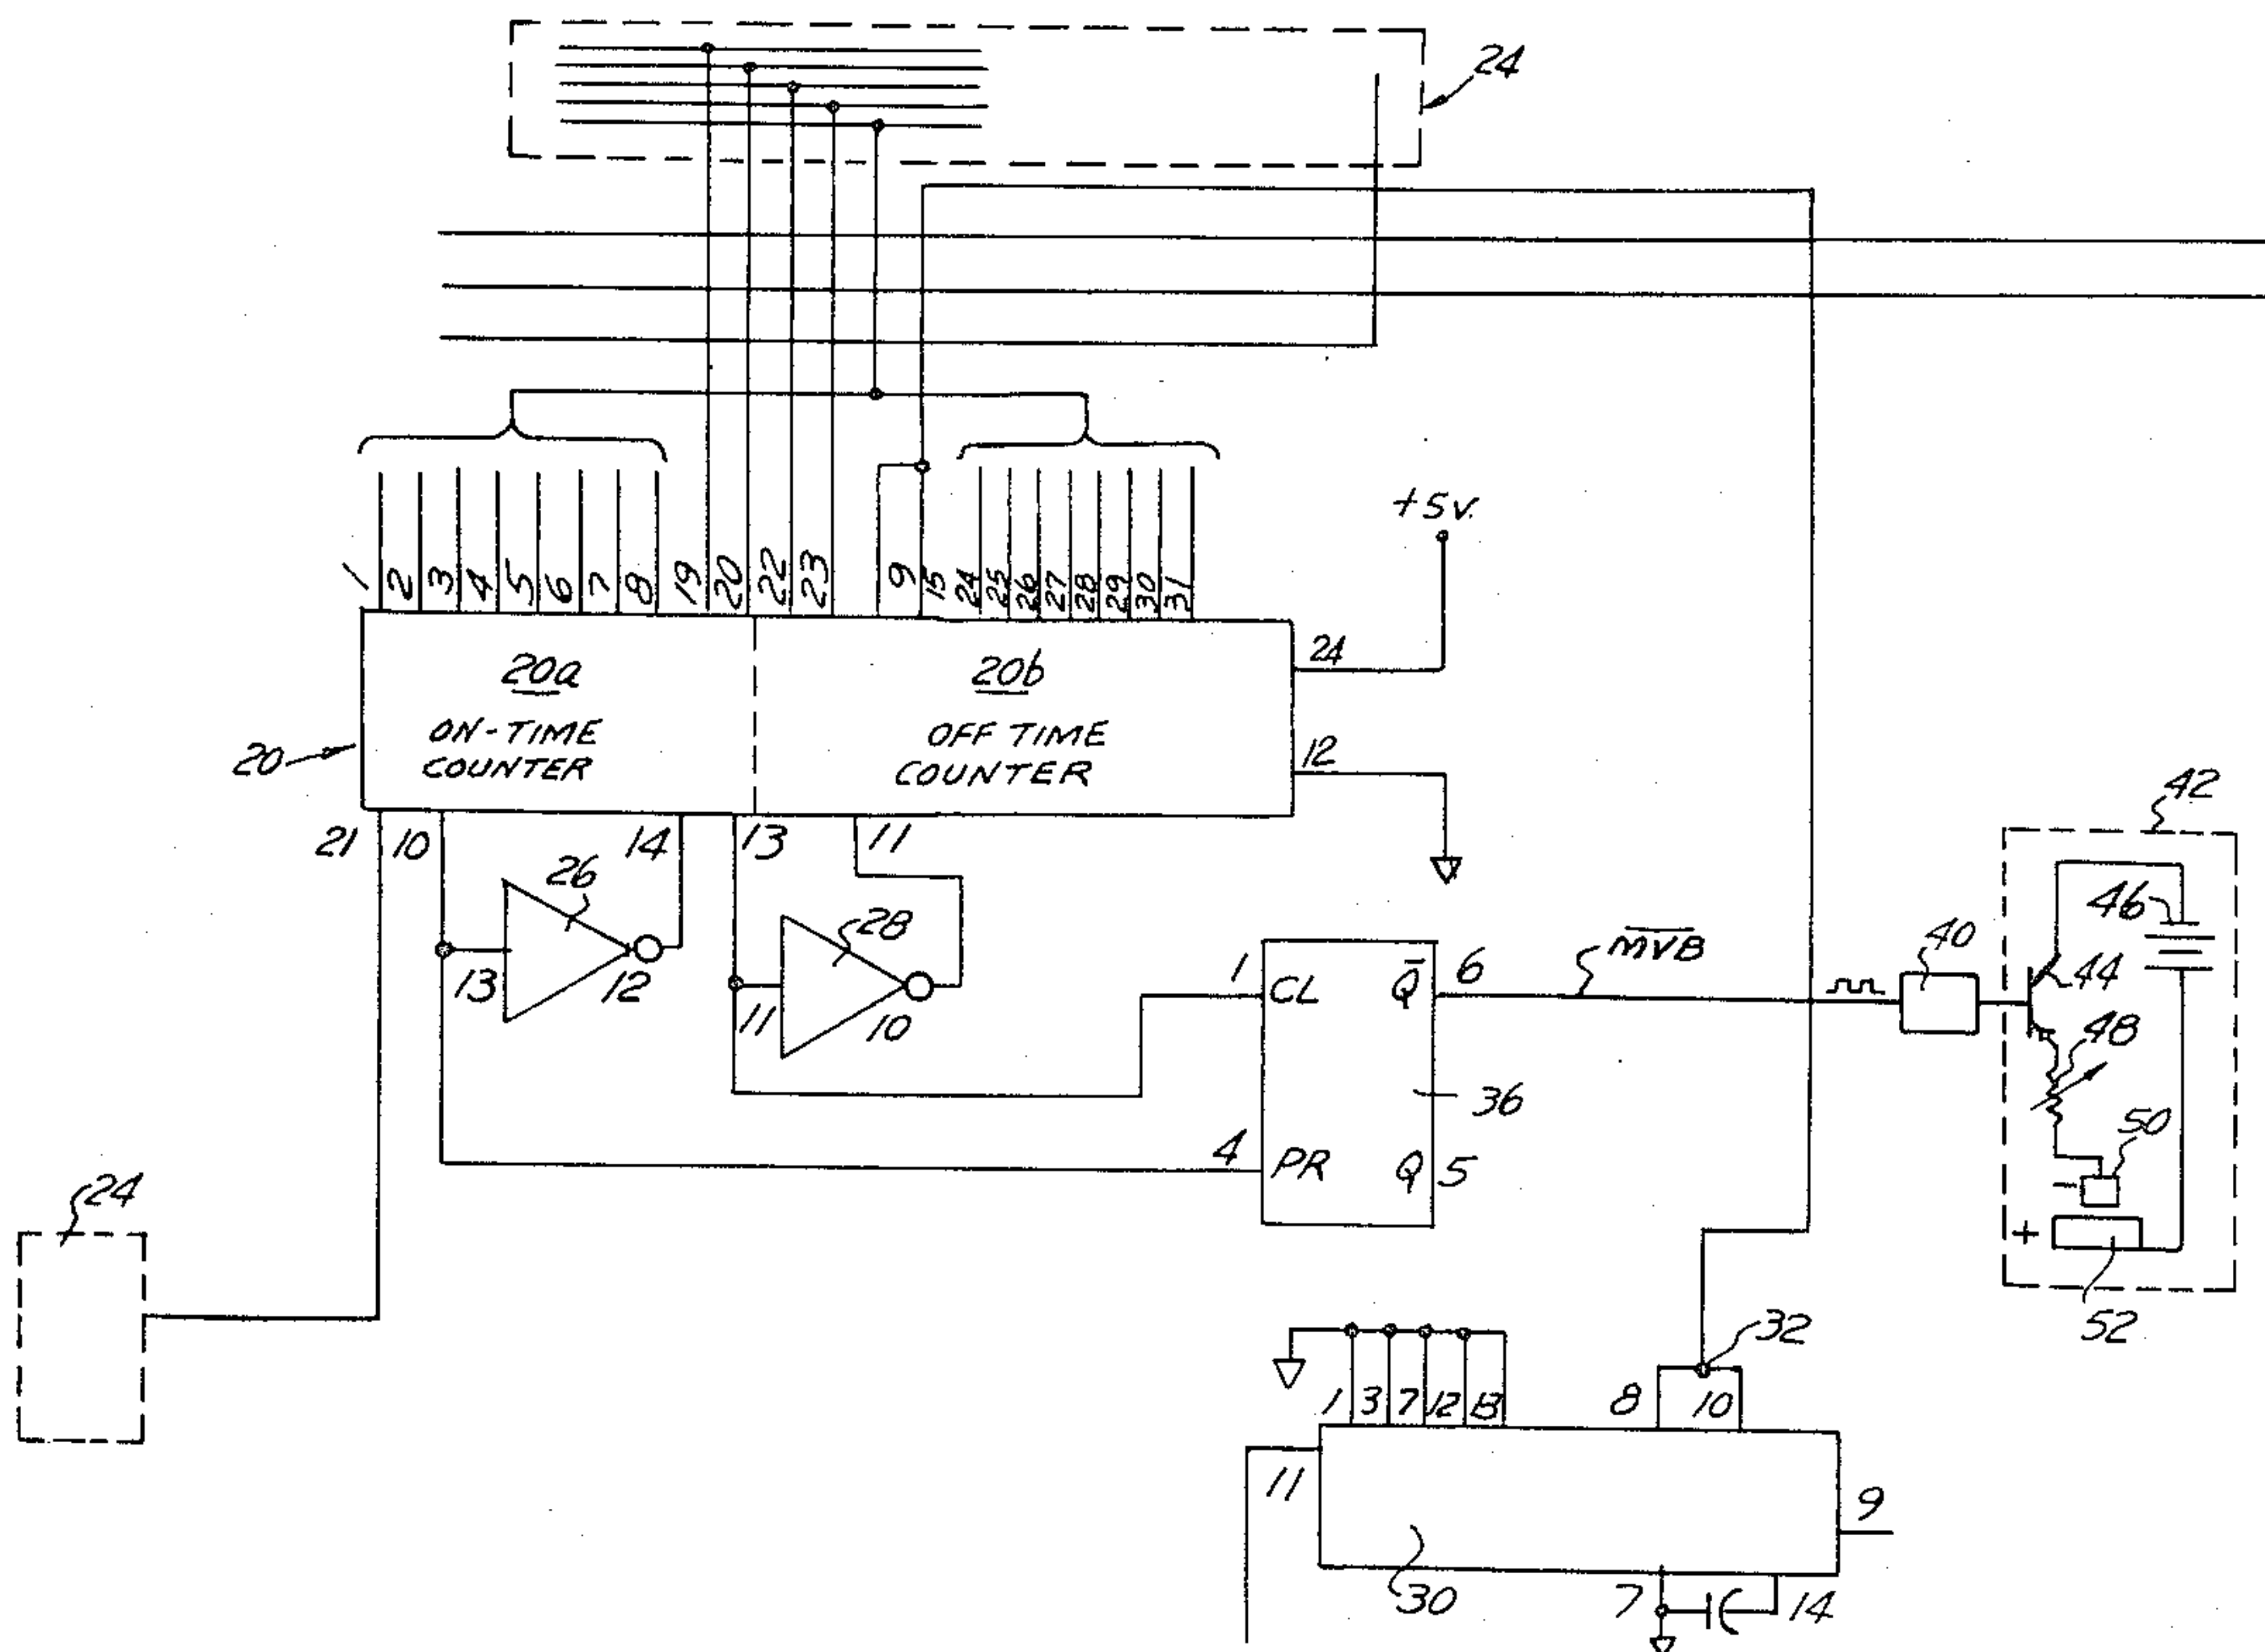 24
1 2 3 4 5 6 7 8 19 20 22 23 9 15 24 25 26 27 28 29 30 31
+5v.
20a
ON-TIME
COUNTER
20b
OFF TIME
COUNTER
24
12
20
21 10 14 13 11
26
13 12
28
11 10
1 CL
Q̅ 6
M̅V̅B̅
36
4 PR
Q 5
40
42
46
44
48
50
-
+
52
24
32
1 3 7 12 13 8 10
11
9
30
7 14